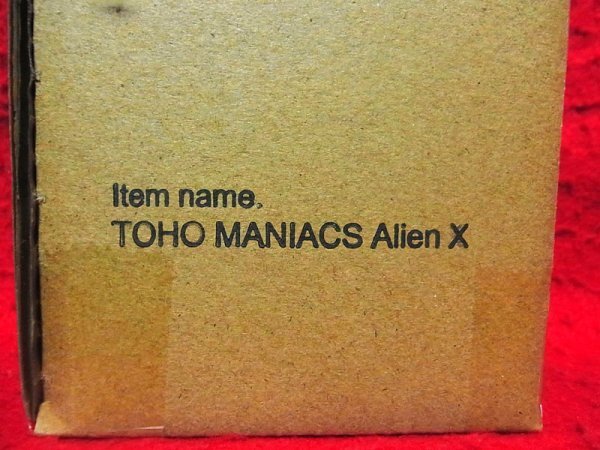 Item name.
TOHO MANIACS Alien X